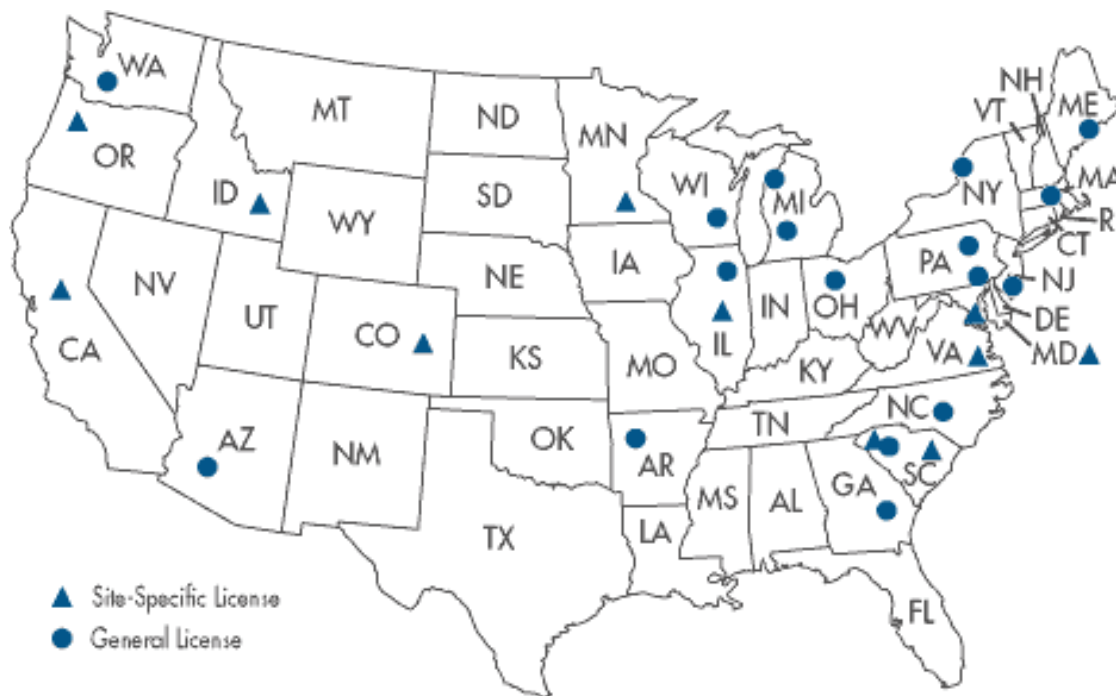 WA
MT
ND
MN
VT
NH
ME
OR
ID
WY
SD
WI
MI
NY
MA
R
CT
NV
UT
CO
NE
IA
IL
IN
OH
PA
NJ
DE
MD
CA
AZ
NM
KS
MO
KY
WV
VA
OK
AR
TN
NC
SC
TX
LA
MS
AL
GA
FL
Site-Specific License
General License